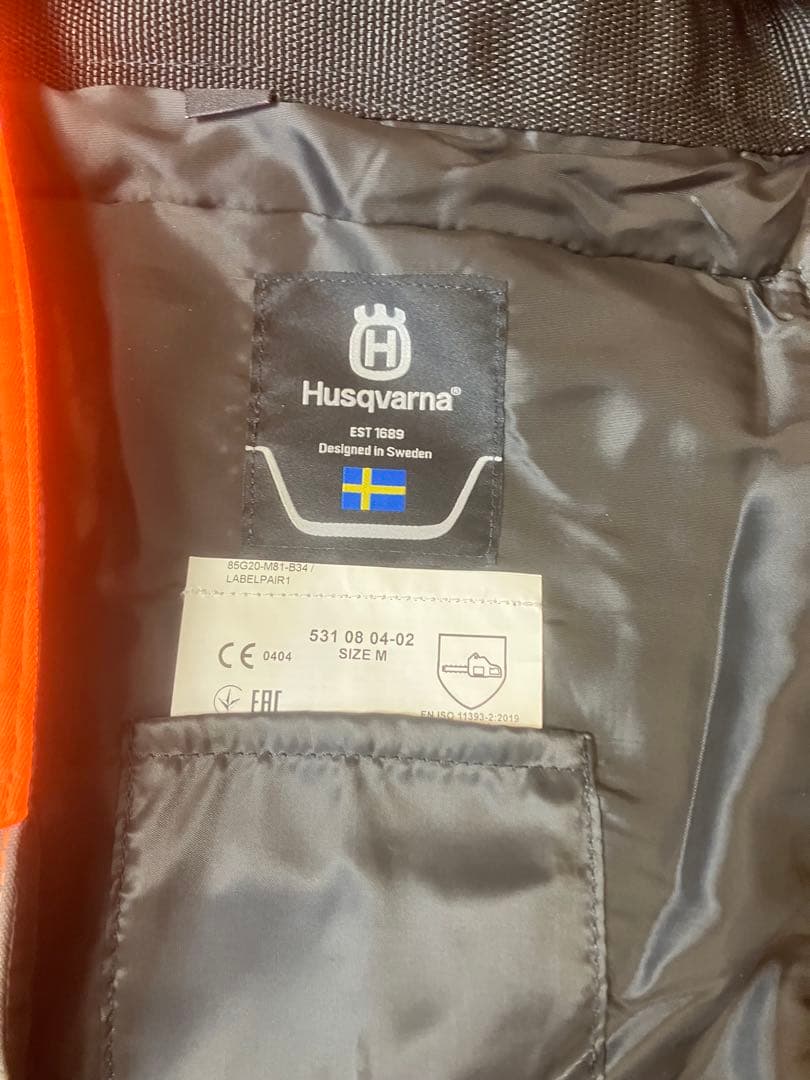 H
Husqvarna®
EST 1689
Designed in Sweden
85G20-M81-B34 /
LABELPAIR1
531 08 04-02
SIZE M
CE 0404
EAC
EN ISO 11393-2:2019